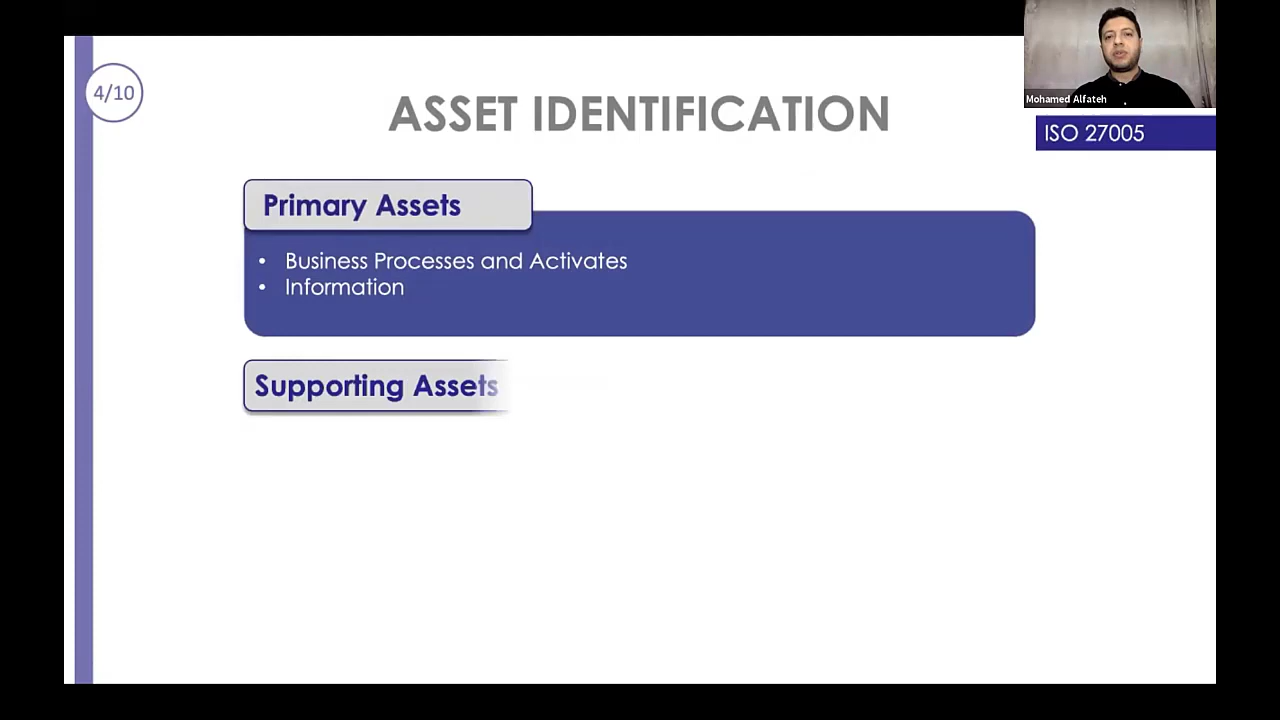 4/10
ASSET IDENTIFICATION
Mohamed Alfateh
ISO 27005
Primary Assets
• Business Processes and Activates
• Information
Supporting Assets